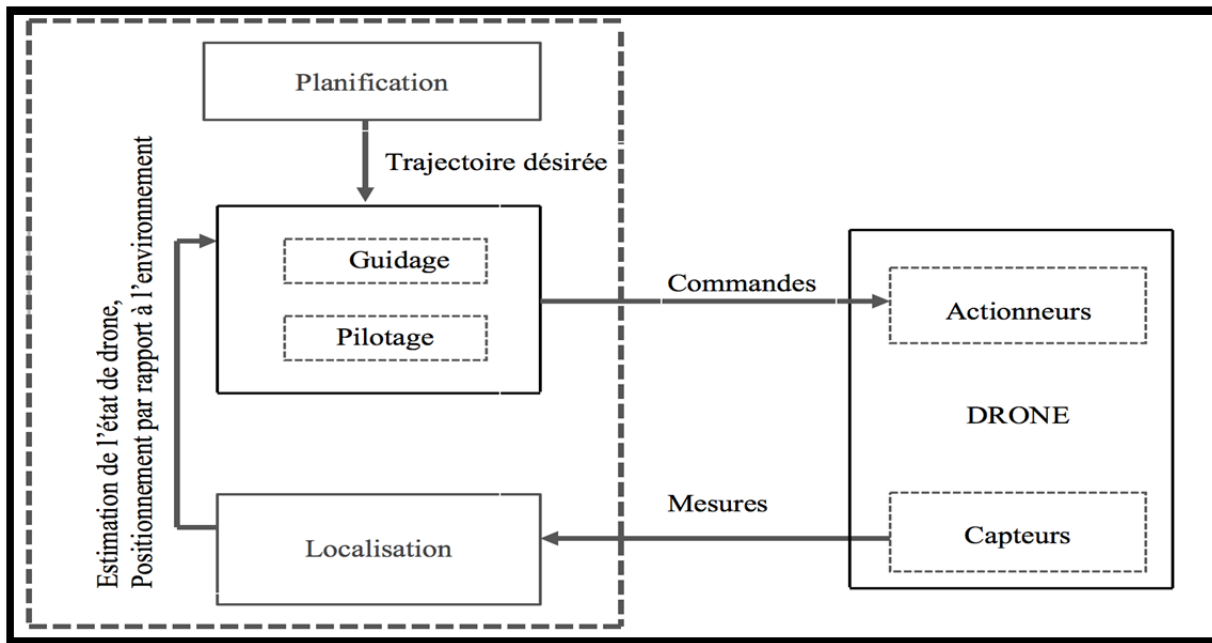 Planification
Trajectoire désirée
Guidage
Pilotage
Estimation de l'état de drone,
Positionnement par rapport à l'environnement
Localisation
Commandes
Mesures
Actionneurs
DRONE
Capteurs